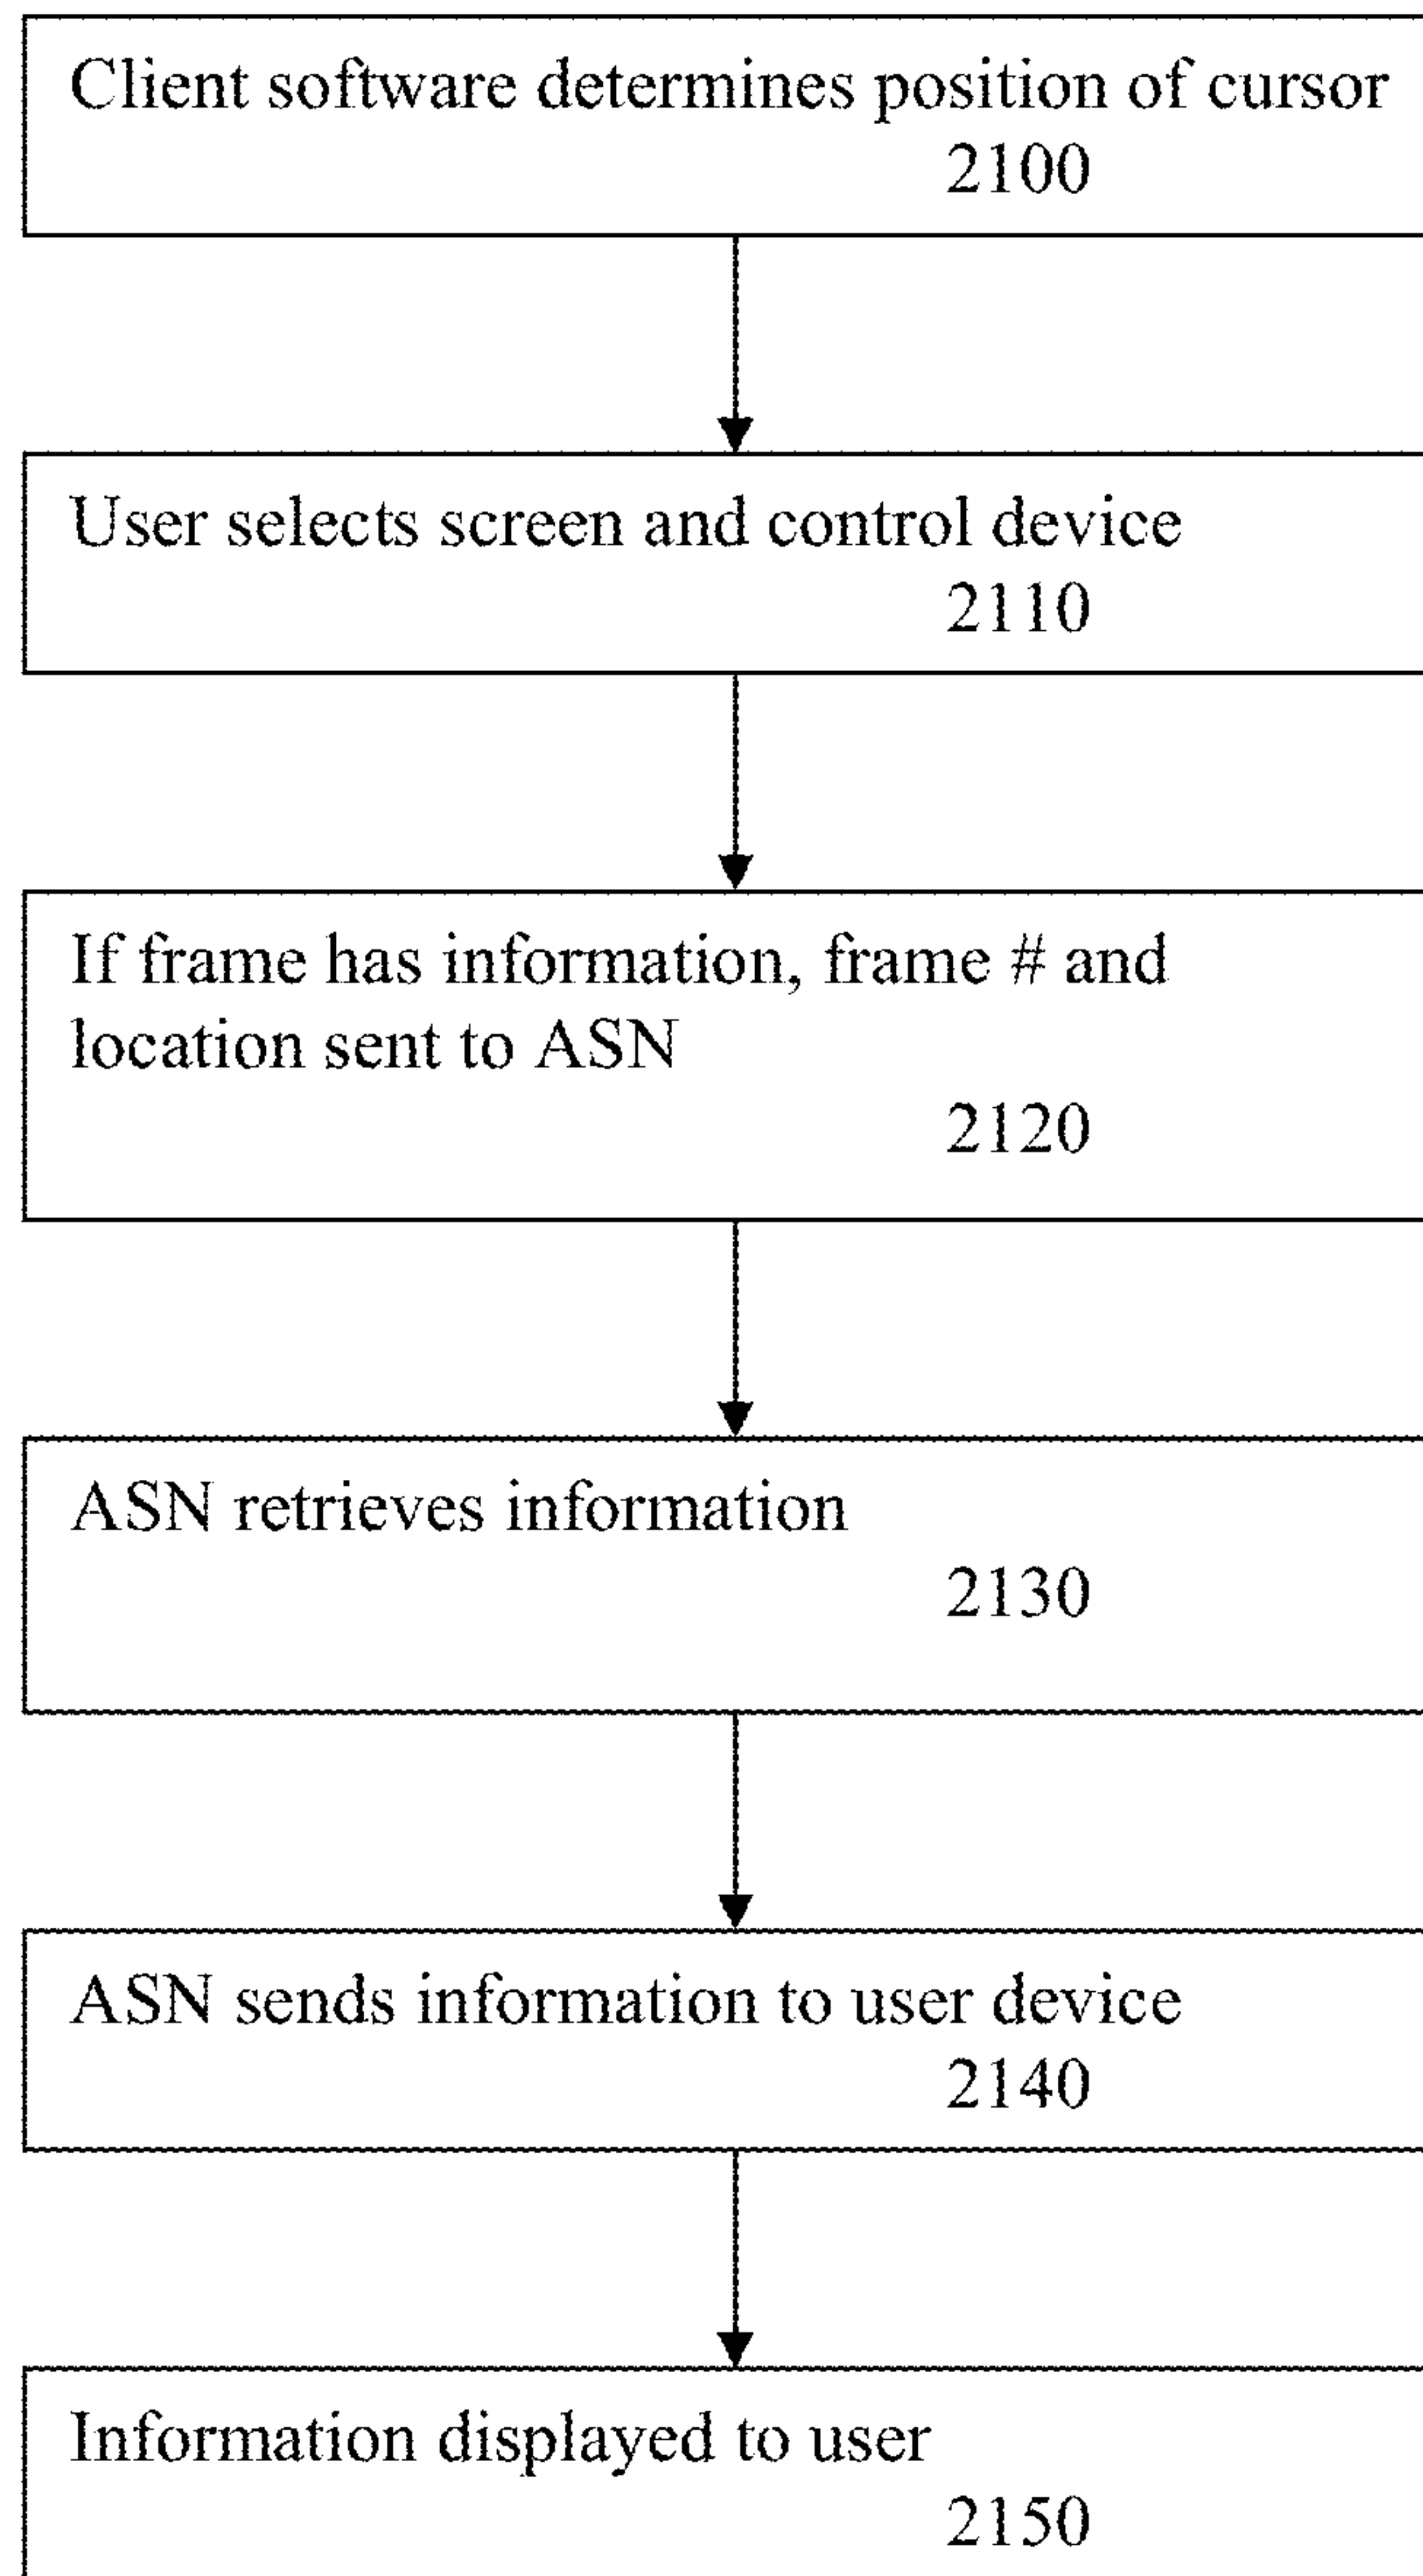 Client software determines position of cursor
2100
User selects screen and control device
2110
If frame has information, frame # and
location sent to ASN
2120
ASN retrieves information
2130
ASN sends information to user device
2140
Information displayed to user
2150